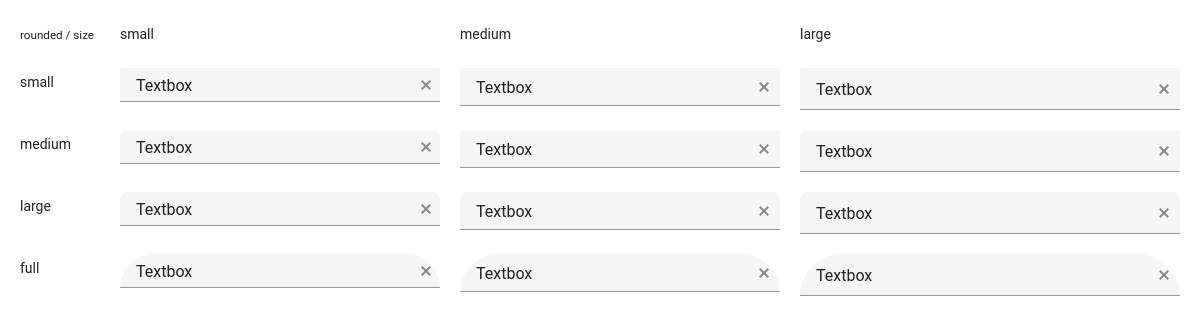 rounded / size small medium large
small Textbox Textbox Textbox
medium Textbox Textbox Textbox
large Textbox Textbox Textbox
full Textbox Textbox Textbox